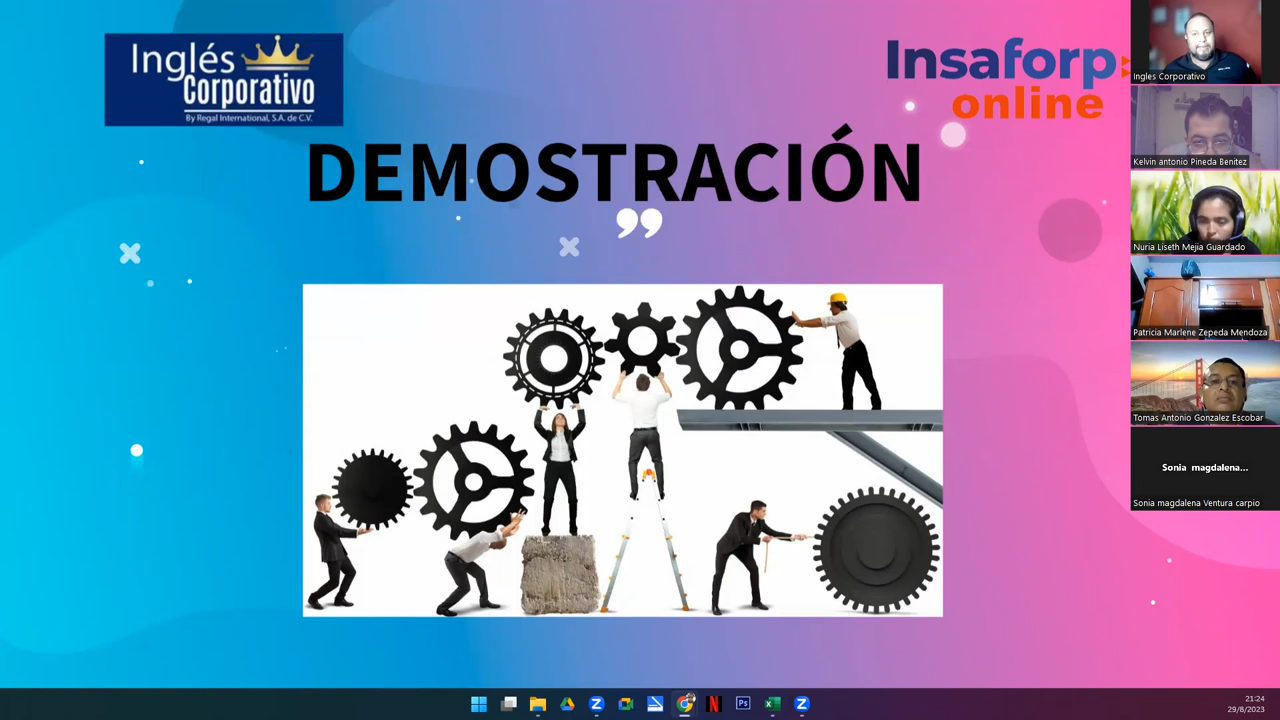 Inglés
Corporativo
By Regal International, S.A. de C.V.
Insaforp
online
DEMOSTRACIÓN
”
Ingles Corporativo
Kelvin antonio Pineda Benitez
Nuria Liseth Mejia Guardado
Patricia Marlene Zepeda Mendoza
Tomas Antonio Gonzalez Escobar
Sonia magdalena...
Sonia magdalena Ventura carpio
N
Ps
21:24
29/8/2023